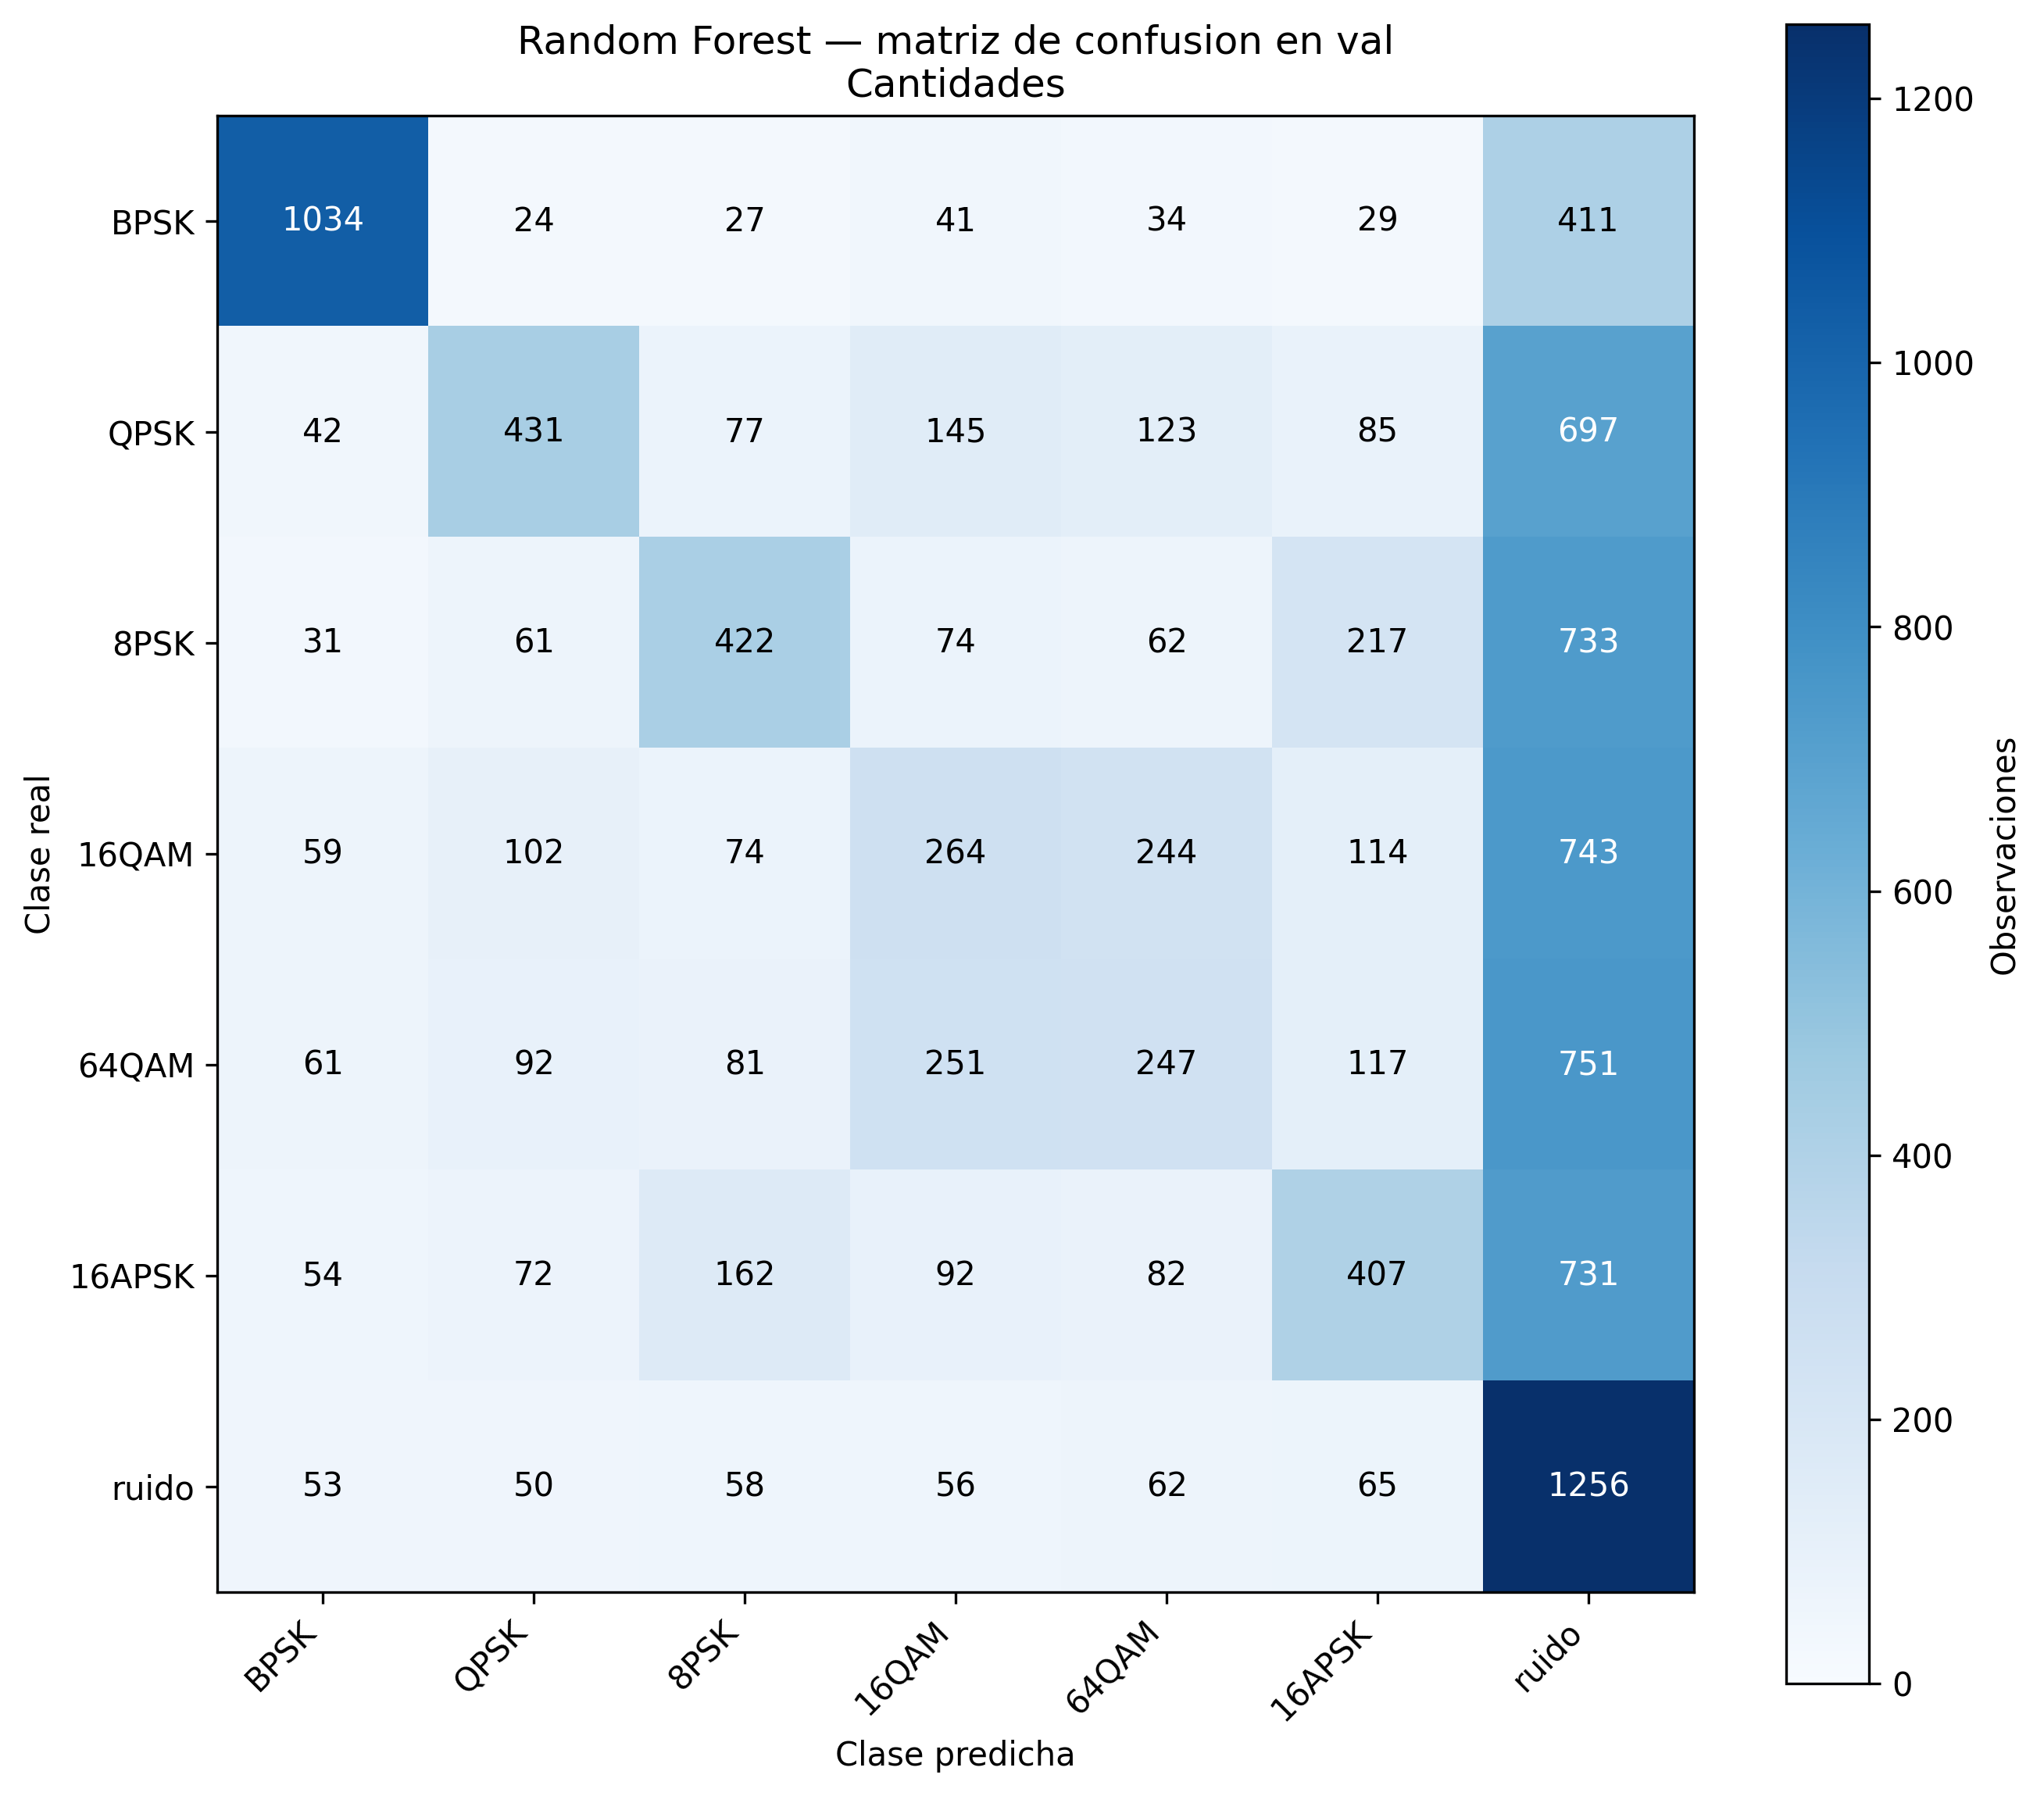 Random Forest — matriz de confusion en val
Cantidades
Clase real
BPSK 1034 24 27 41 34 29 411
QPSK 42 431 77 145 123 85 697
8PSK 31 61 422 74 62 217 733
16QAM 59 102 74 264 244 114 743
64QAM 61 92 81 251 247 117 751
16APSK 54 72 162 92 82 407 731
ruido 53 50 58 56 62 65 1256
BPSK QPSK 8PSK 16QAM 64QAM 16APSK ruido
Clase predicha
1200
1000
800
600
400
200
0
Observaciones